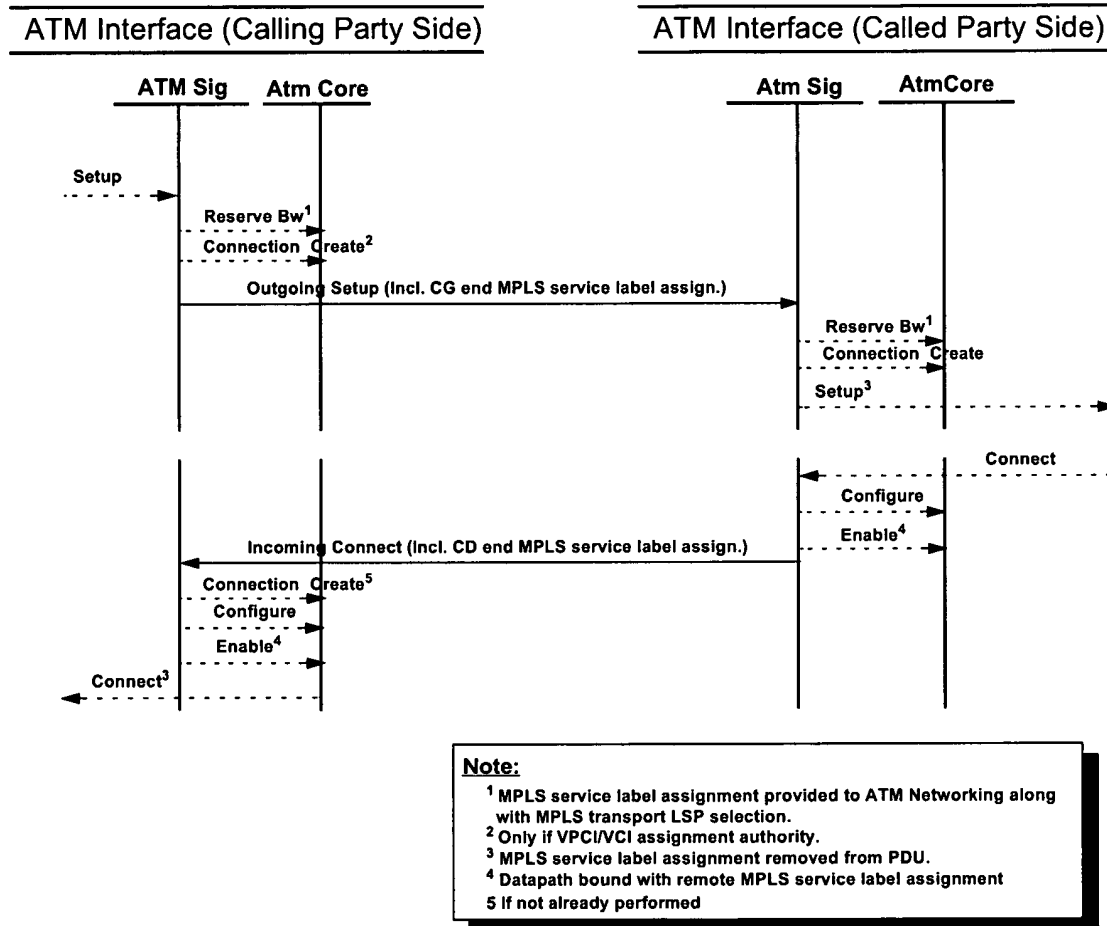 ATM Interface (Calling Party Side)
ATM Interface (Called Party Side)
ATM Sig
Atm Core
Atm Sig
AtmCore
Setup
Reserve Bw¹
Connection Create²
Outgoing Setup (Incl. CG end MPLS service label assign.)
Reserve Bw¹
Connection Create
Setup³
Connect
Configure
Enable⁴
Incoming Connect (Incl. CD end MPLS service label assign.)
Connection Create⁵
Configure
Enable⁴
Connect³
Note:
¹ MPLS service label assignment provided to ATM Networking along
with MPLS transport LSP selection.
² Only if VPCI/VCI assignment authority.
³ MPLS service label assignment removed from PDU.
⁴ Datapath bound with remote MPLS service label assignment
5 If not already performed